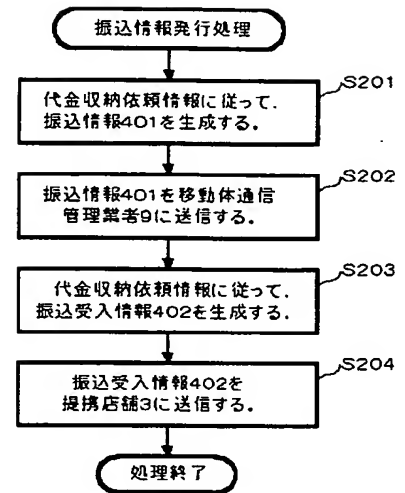 振込情報発行処理
S201
代金収納依頼情報に従って、
振込情報401を生成する。
S202
振込情報401を移動体通信
管理業者9に送信する。
S203
代金収納依頼情報に従って、
振込受入情報402を生成する。
S204
振込受入情報402を
提携店舗3に送信する。
処理終了